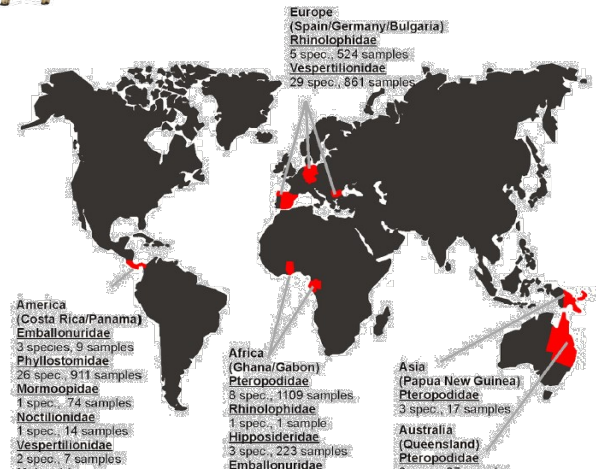 Europe
(Spain/Germany/Bulgaria)
Rhinolophidae
5 spec., 524 samples
Vespertilionidae
29 spec., 861 samples
America
(Costa Rica/Panama)
Emballonuridae
3 species, 9 samples
Phyllostomidae
26 spec., 911 samples
Mormoopidae
1 spec., 74 samples
Noctilionidae
1 spec., 14 samples
Vespertilionidae
2 spec., 7 samples
Africa
(Ghana/Gabon)
Pteropodidae
8 spec., 1109 samples
Rhinolophidae
1 spec., 1 sample
Hipposideridae
3 spec., 223 samples
Emballonuridae
Asia
(Papua New Guinea)
Pteropodidae
3 spec., 17 samples
Australia
(Queensland)
Pteropodidae